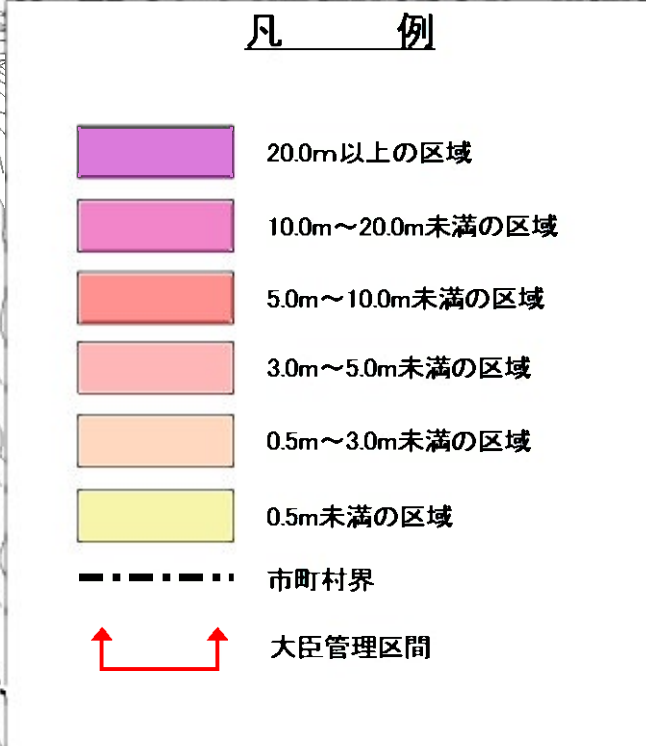 凡 例
20.0m以上の区域
10.0m～20.0m未満の区域
5.0m～10.0m未満の区域
3.0m～5.0m未満の区域
0.5m～3.0m未満の区域
0.5m未満の区域
市町村界
大臣管理区間